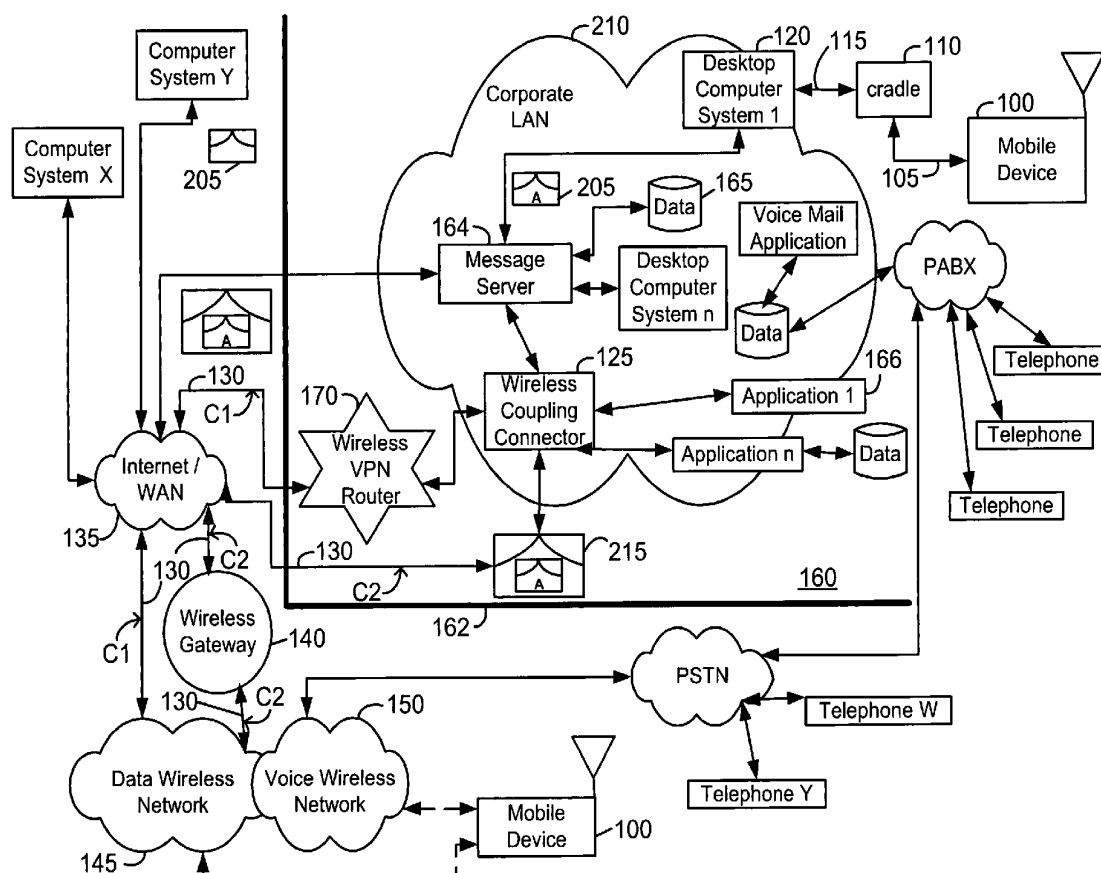 Computer
System Y
210
120
115
110
Desktop
Computer
System 1
cradle
100
Mobile
Device
105
Corporate
LAN
Computer
System X
205
A
205
Data
165
164
Message
Server
Voice Mail
Application
Desktop
Computer
System n
Data
PABX
A
Telephone
130
C1
170
125
166
Wireless
Coupling
Connector
Application 1
Wireless
VPN
Router
Telephone
Internet /
WAN
Application n
Data
Telephone
135
130
C2
130
C2
215
A
160
162
Wireless
Gateway
140
C1
130
C2
150
PSTN
Telephone W
Data Wireless
Network
Voice Wireless
Network
Telephone Y
Mobile
Device
100
145